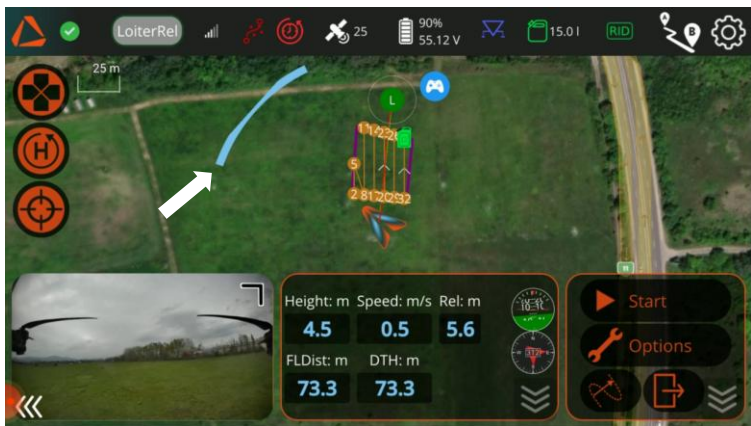 LoiterRel
25
90%
55.12 V
15.0 l
RID
B
25 m
H
L
5
11
Height: m Speed: m/s Rel: m
4.5 0.5 5.6
FLDist: m DTH: m
73.3 73.3
Start
Options